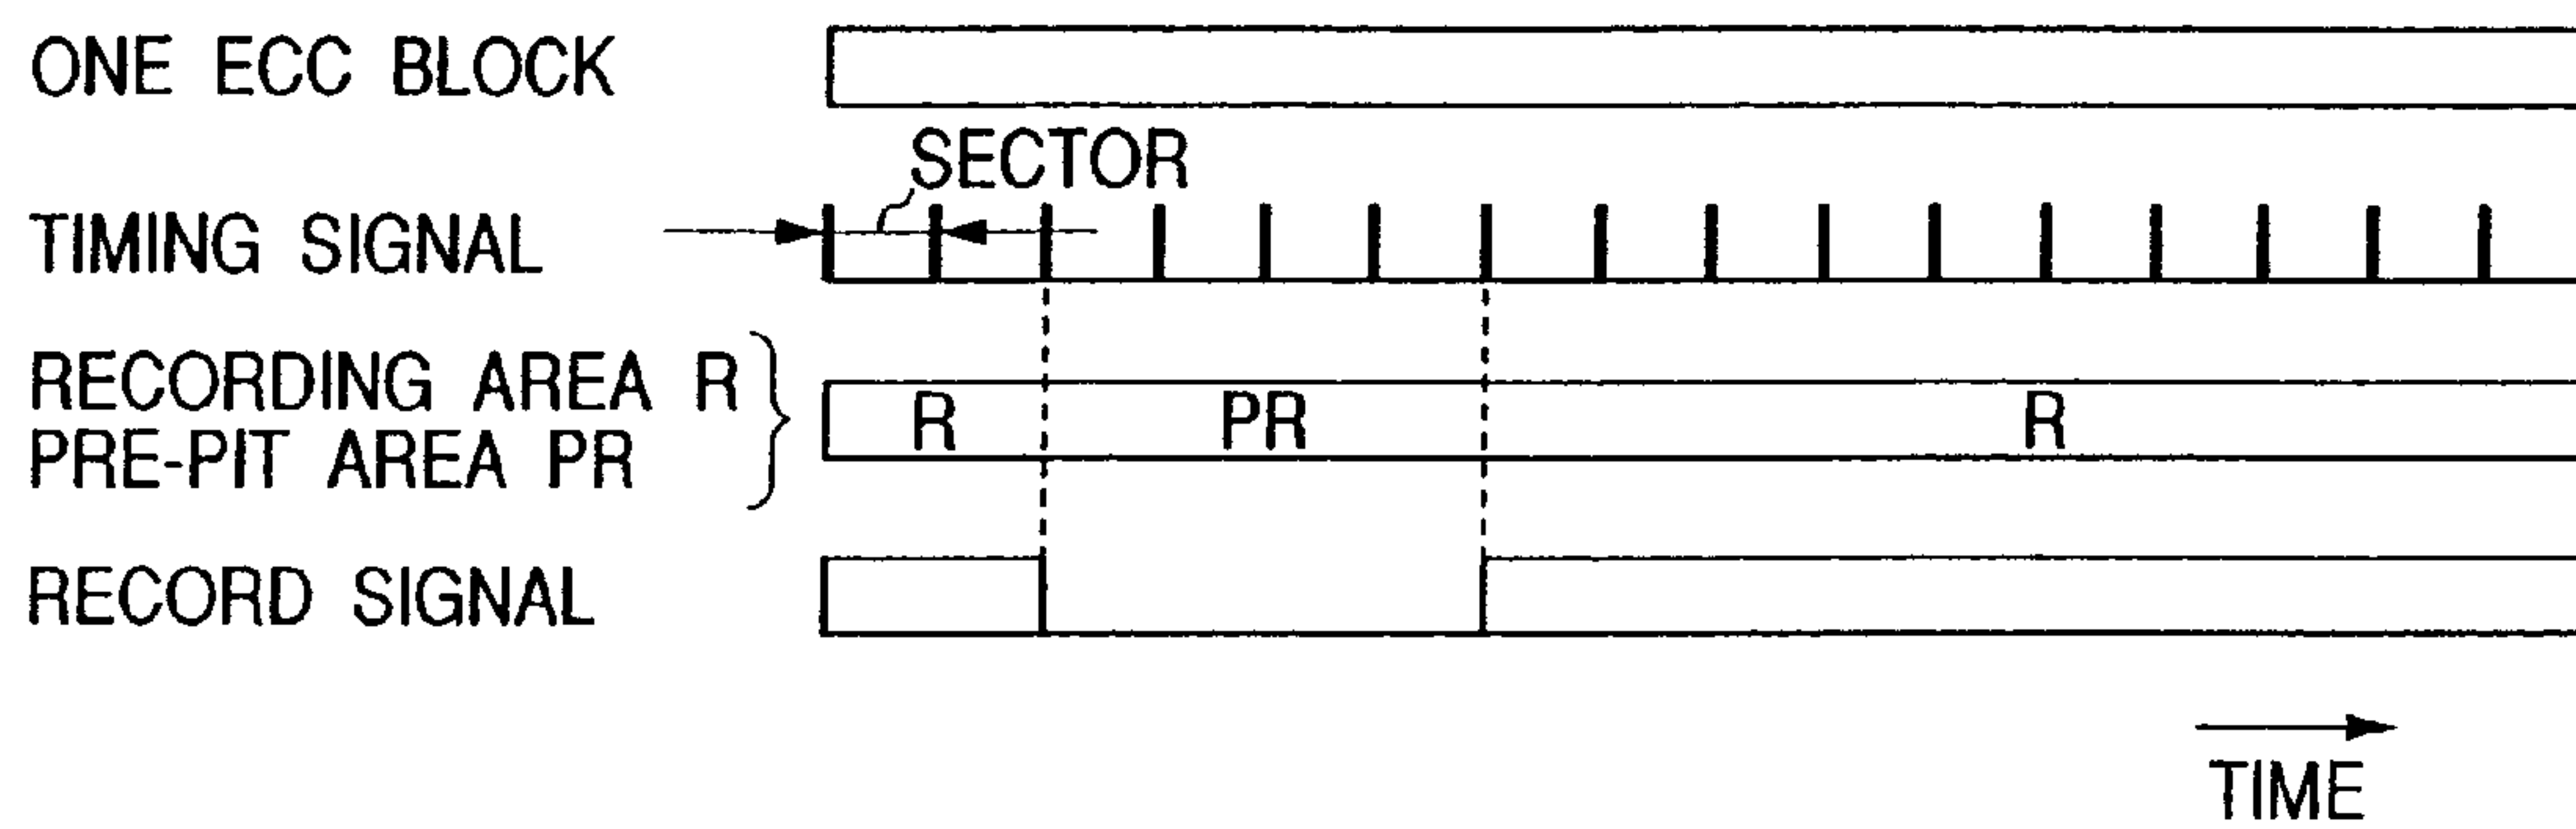 ONE ECC BLOCK
SECTOR
TIMING SIGNAL
RECORDING AREA R
PRE-PIT AREA PR
R
PR
R
RECORD SIGNAL
TIME